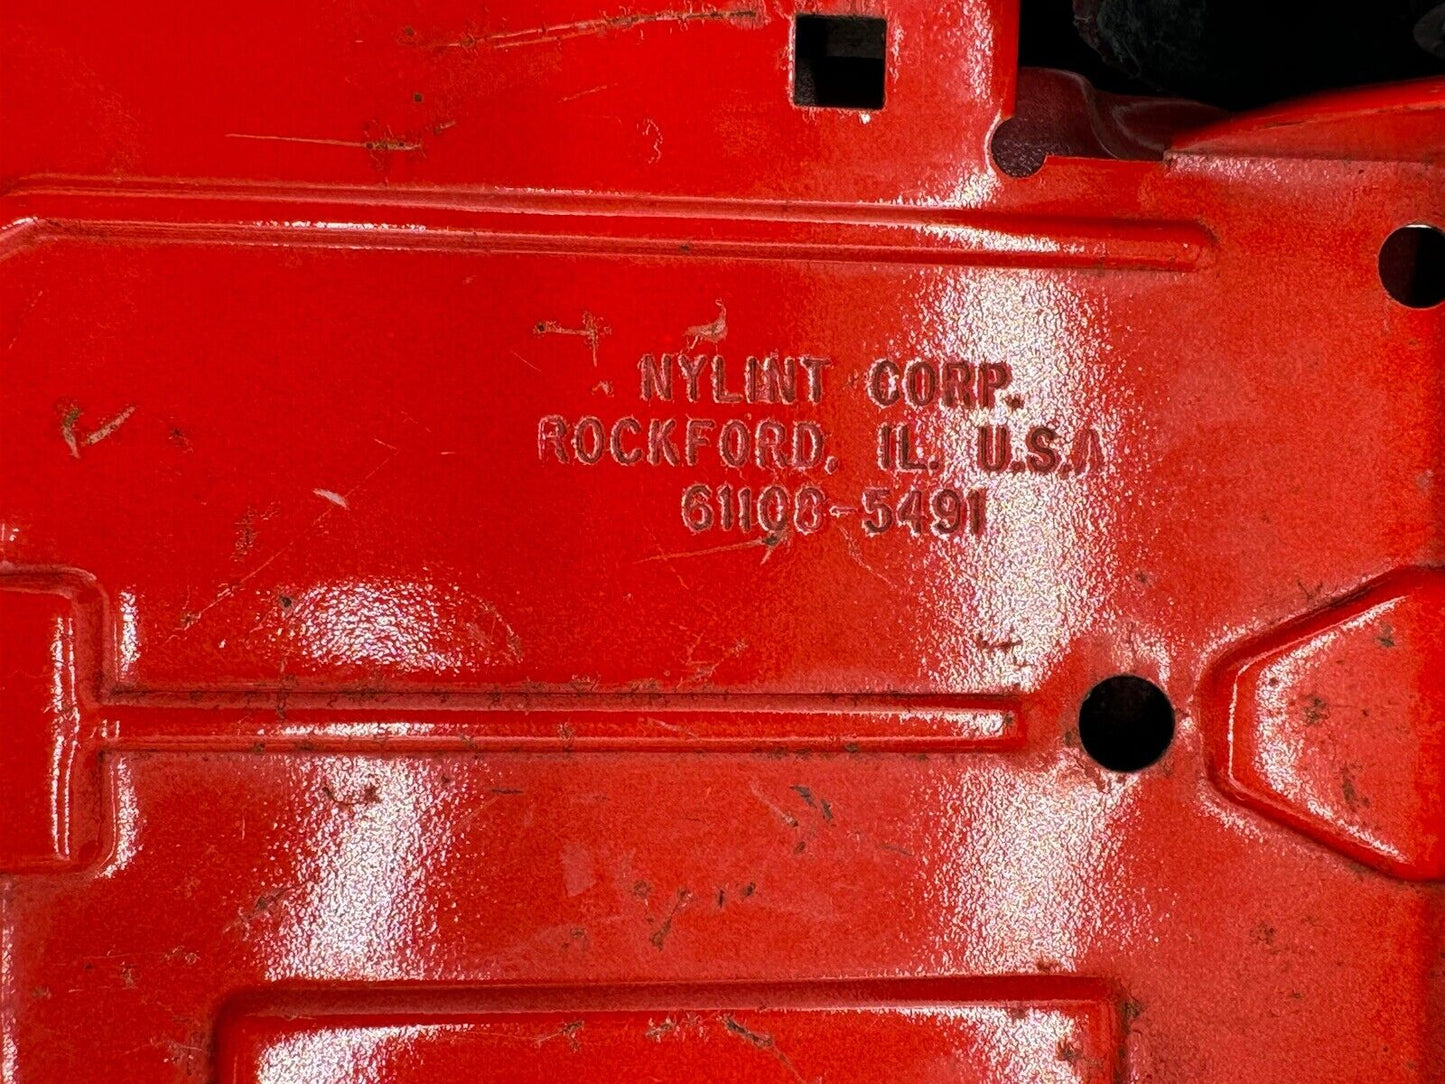 NYLINT CORP.
ROCKFORD, IL. U.S.A
61108-5491